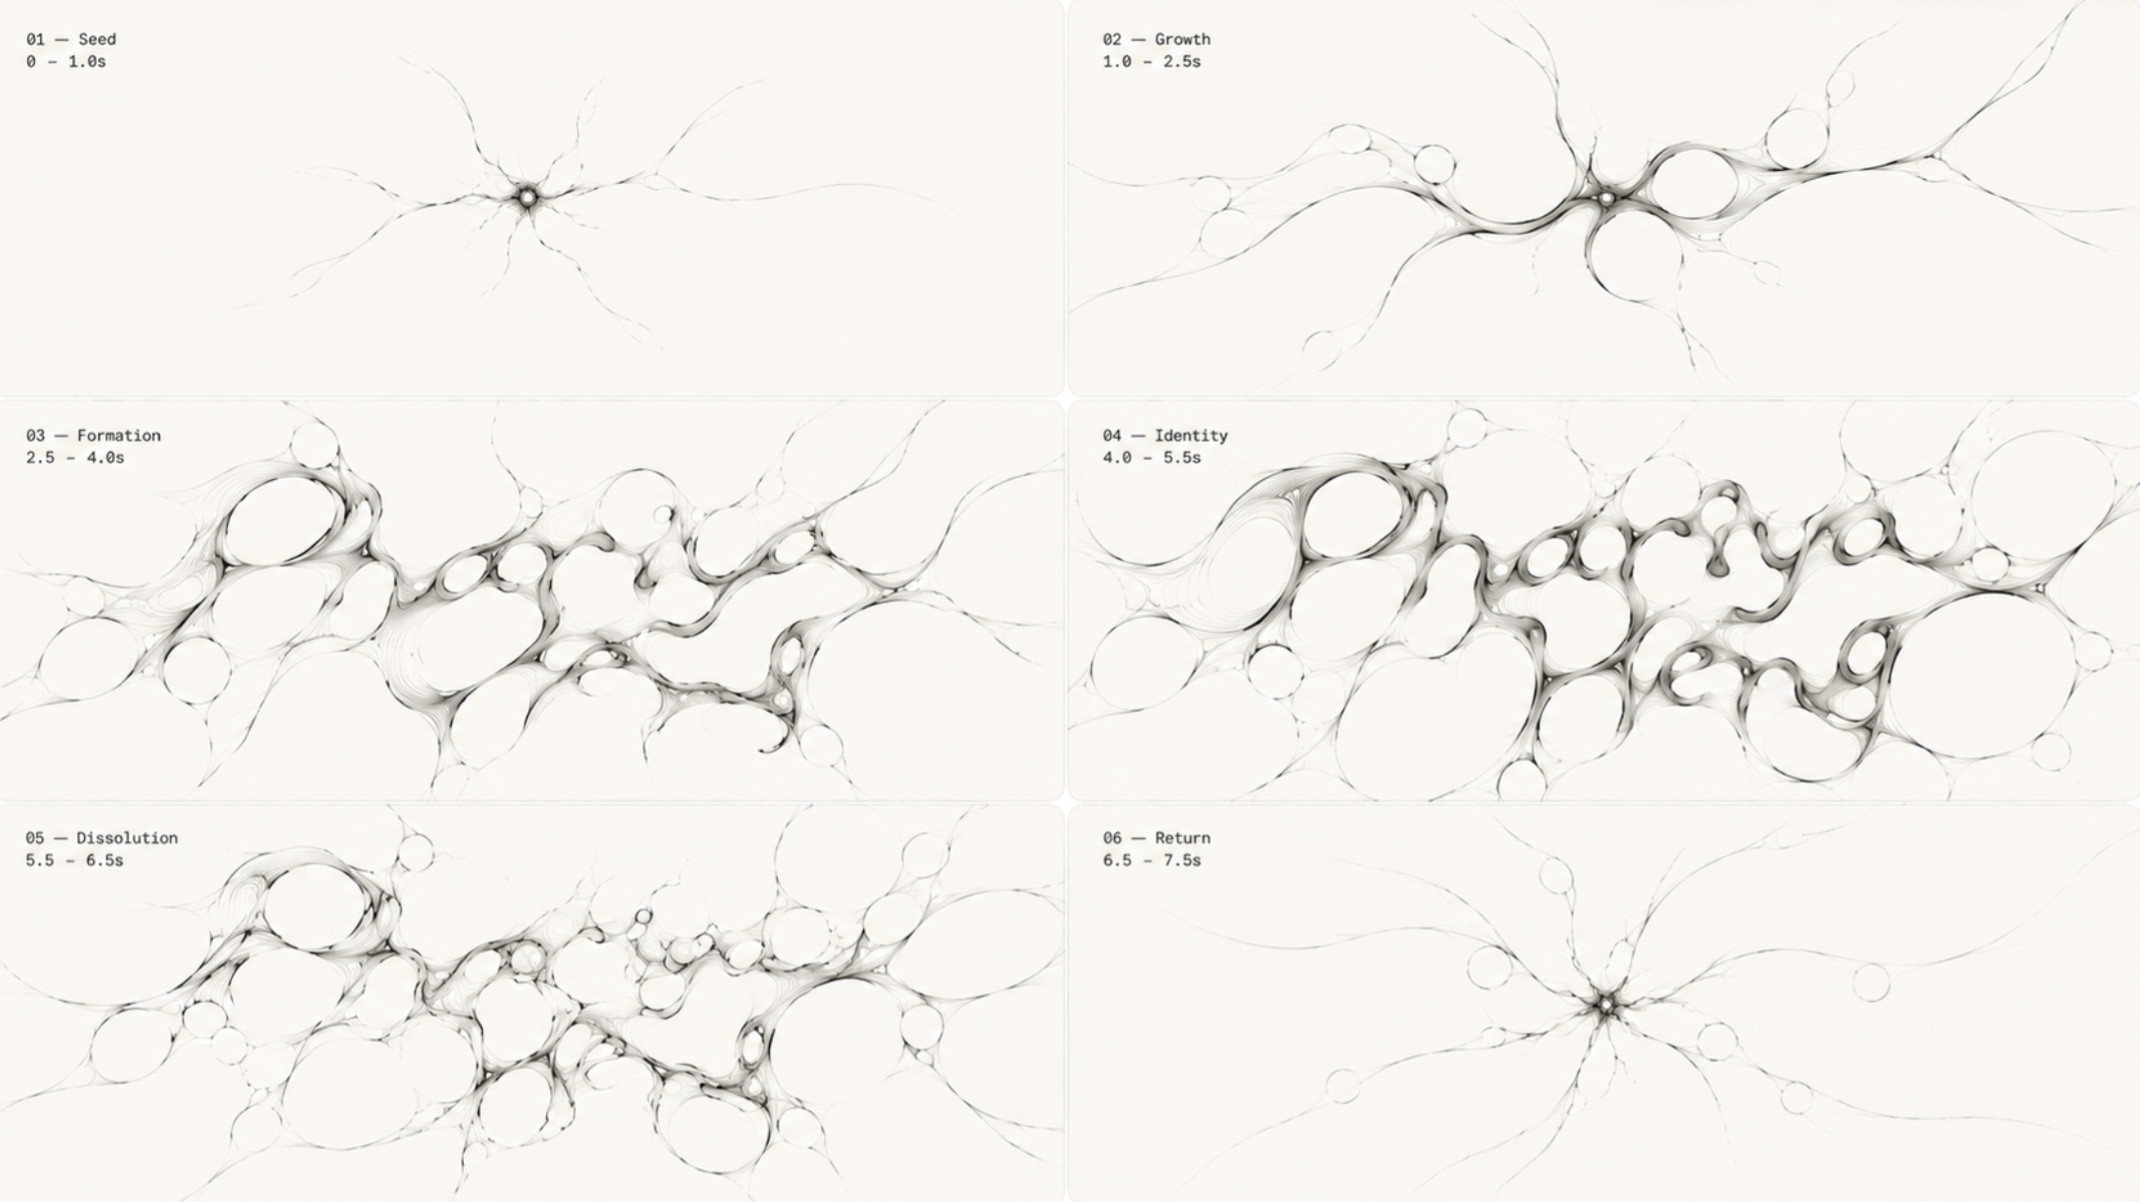 01 — Seed
0 – 1.0s
02 — Growth
1.0 – 2.5s
03 — Formation
2.5 – 4.0s
04 — Identity
4.0 – 5.5s
05 — Dissolution
5.5 – 6.5s
06 — Return
6.5 – 7.5s